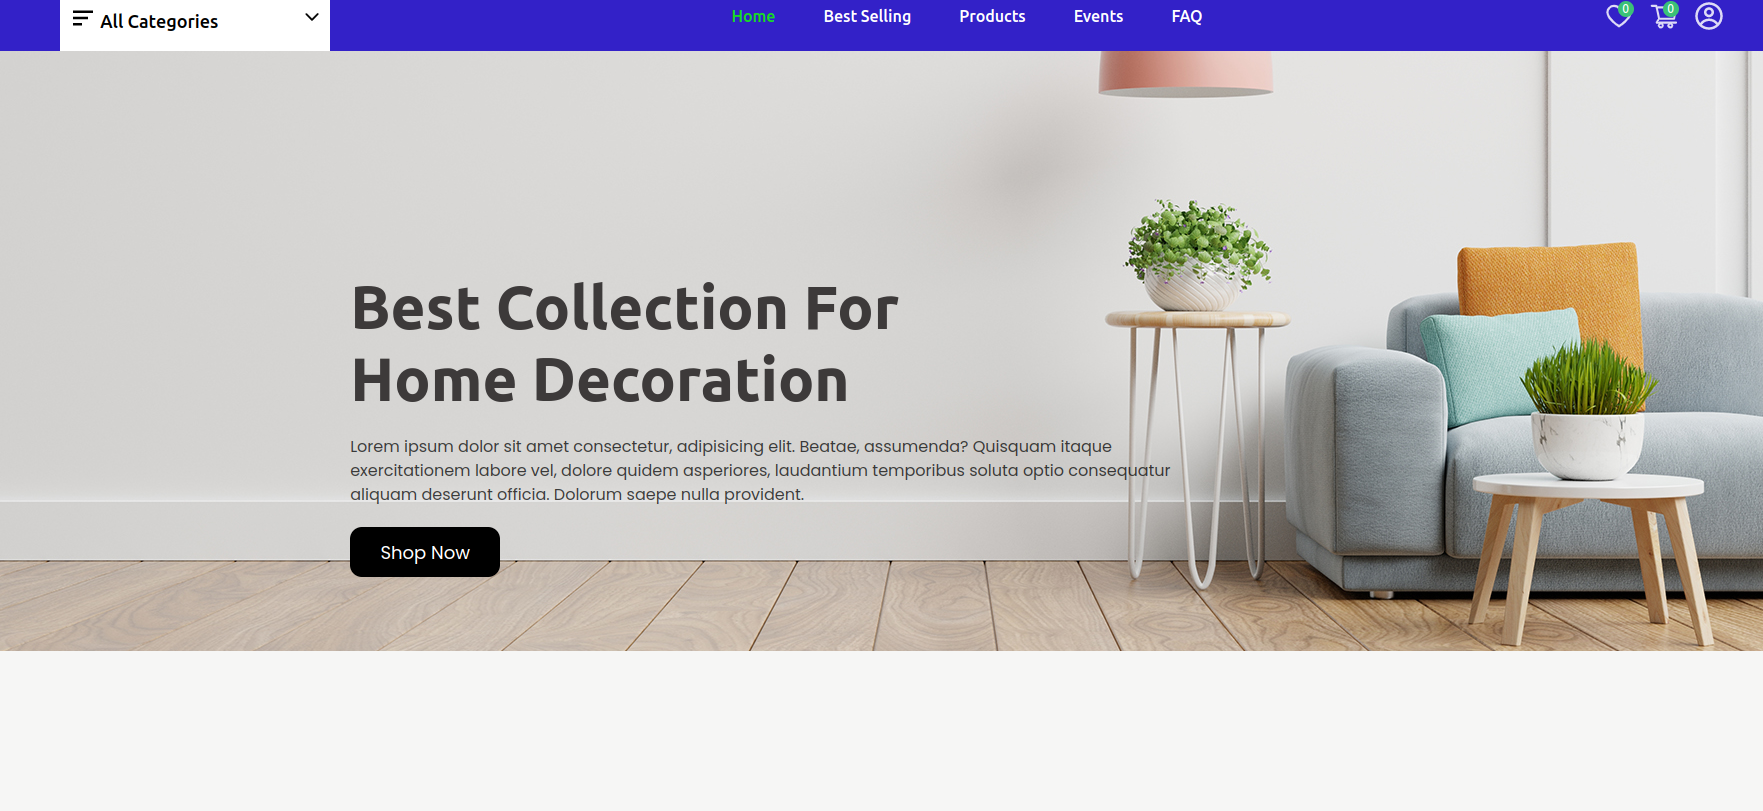 All Categories
Home
Best Selling
Products
Events
FAQ
0
0
Best Collection For
Home Decoration
Lorem ipsum dolor sit amet consectetur, adipisicing elit. Beatae, assumenda? Quisquam itaque
exercitationem labore vel, dolore quidem asperiores, laudantium temporibus soluta optio consequatur
aliquam deserunt officia. Dolorum saepe nulla provident.
Shop Now